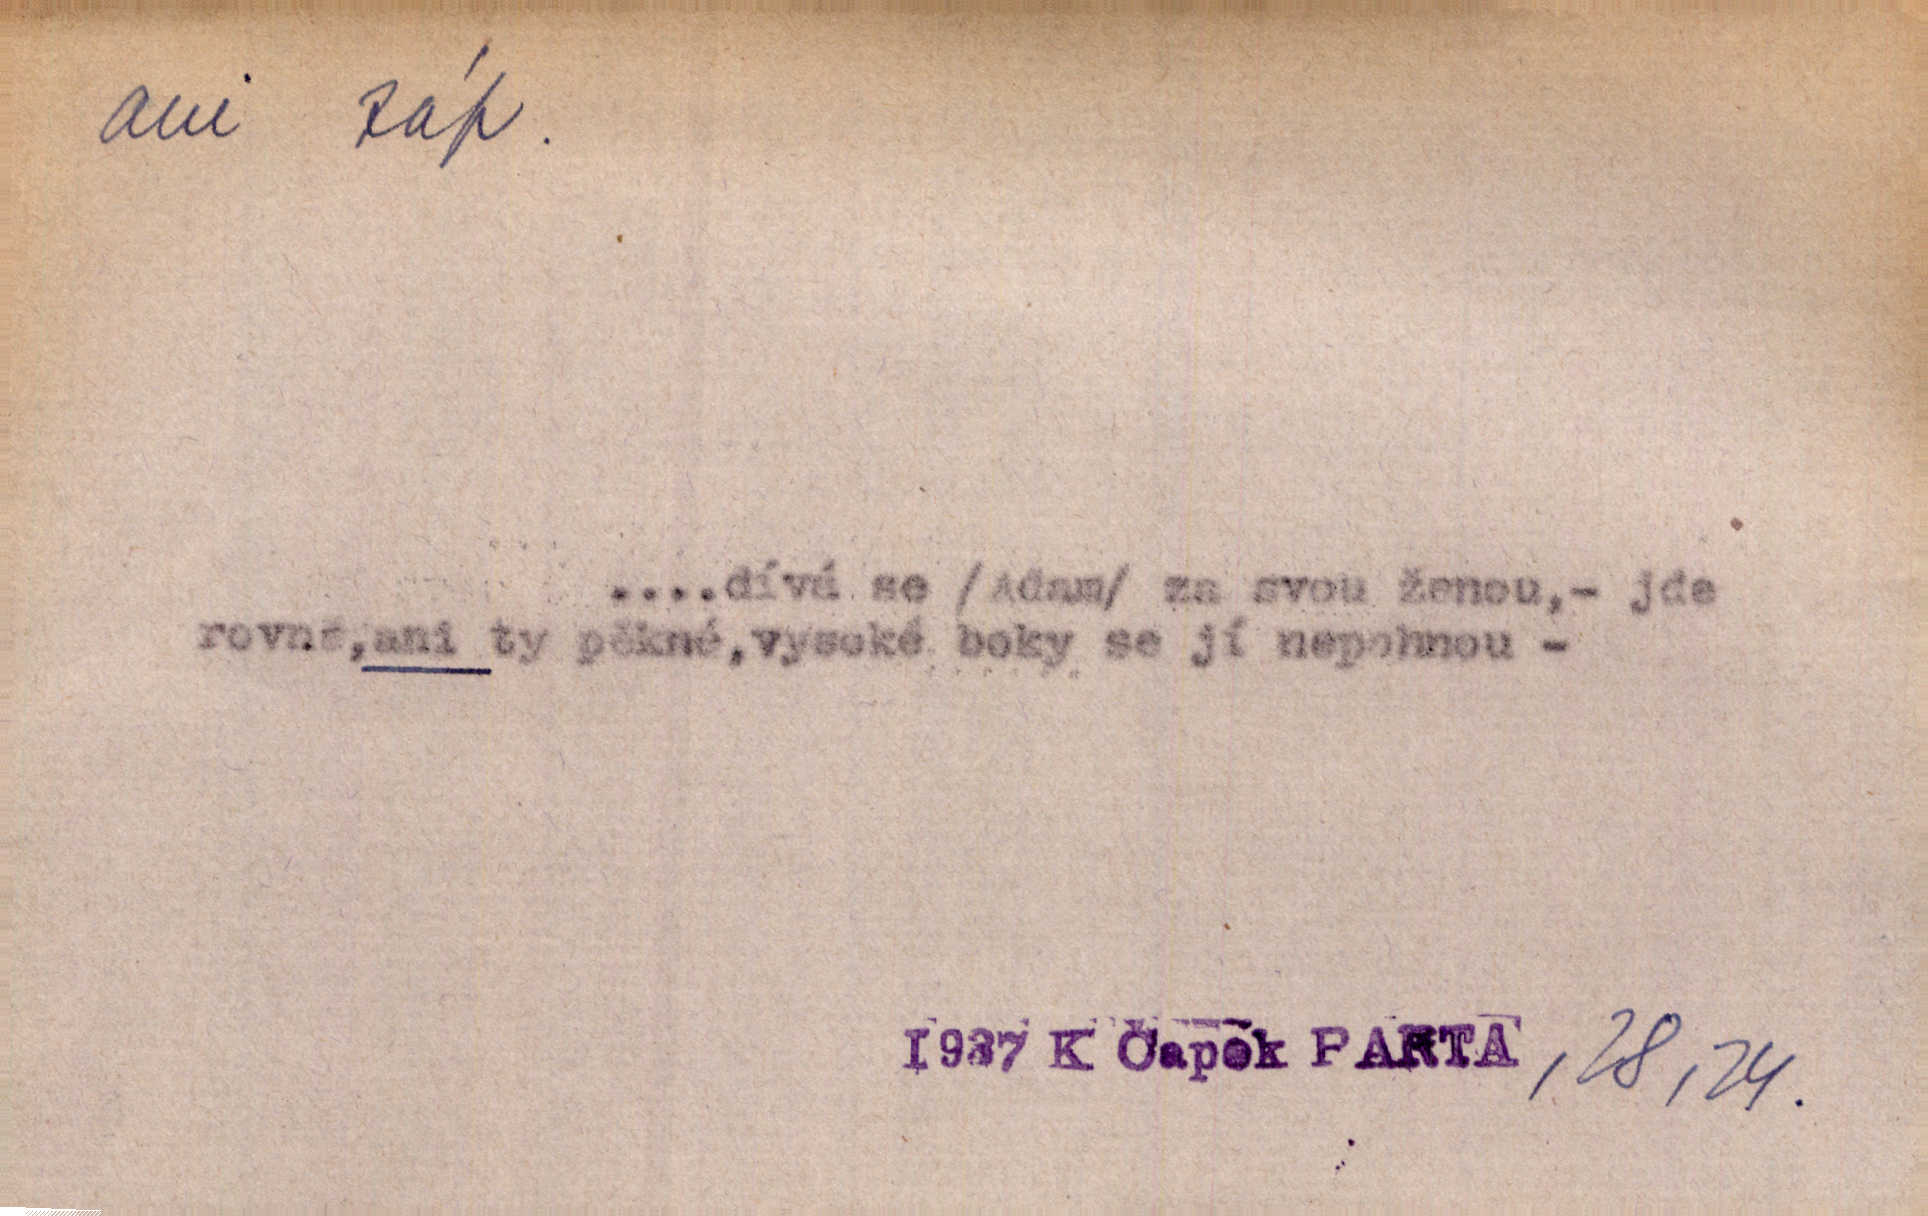 ani záp.
....dívá se /Adam/ za svou ženou,- jde
rovně,ani ty pěkné,vysoké boky se jí nepohnou -
1937 K Čapek PARTA ,28,24.